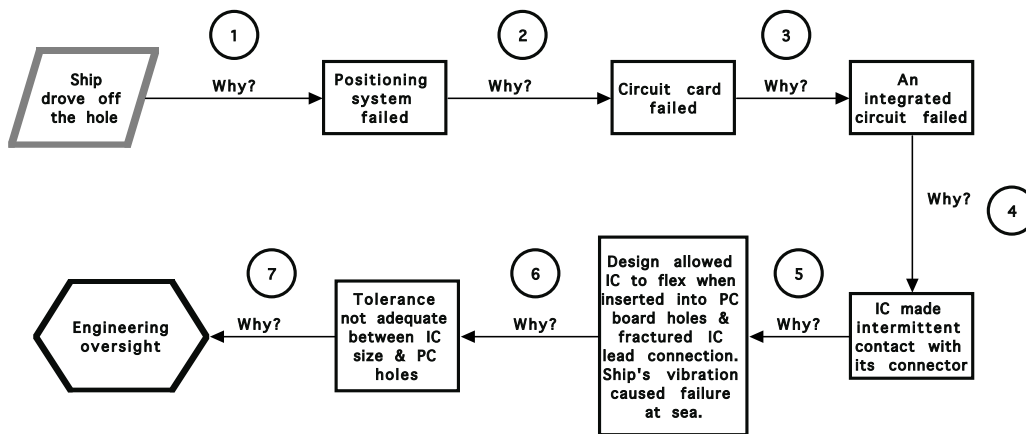 1
2
3
Ship
drove off
the hole
Why?
Positioning
system
failed
Why?
Circuit card
failed
Why?
An
integrated
circuit failed
Why?
4
IC made
intermittent
contact with
its connector
5
Why?
Design allowed
IC to flex when
inserted into PC
board holes &
fractured IC
lead connection.
Ship's vibration
caused failure
at sea.
6
Why?
Tolerance
not adequate
between IC
size & PC
holes
7
Why?
Engineering
oversight